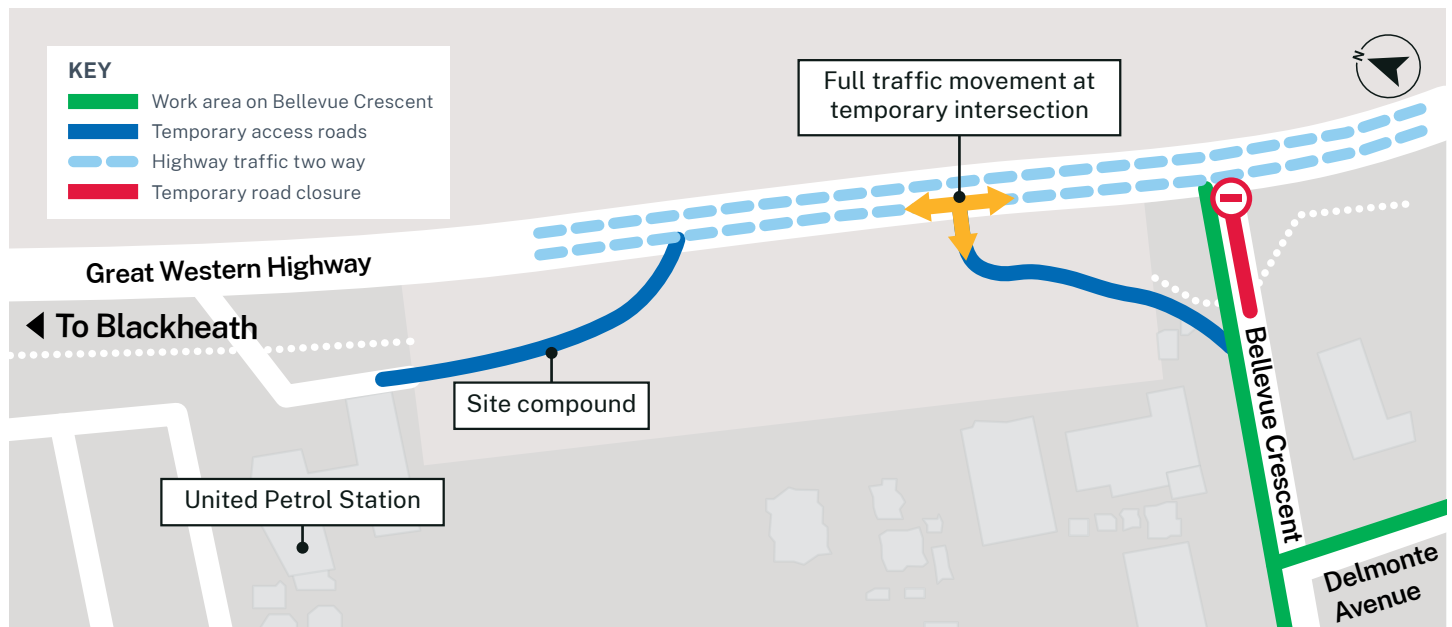 KEY
Work area on Bellevue Crescent
Temporary access roads
Highway traffic two way
Temporary road closure
Full traffic movement at
temporary intersection
N
Great Western Highway
To Blackheath
Site compound
United Petrol Station
Bellevue Crescent
Delmonte
Avenue